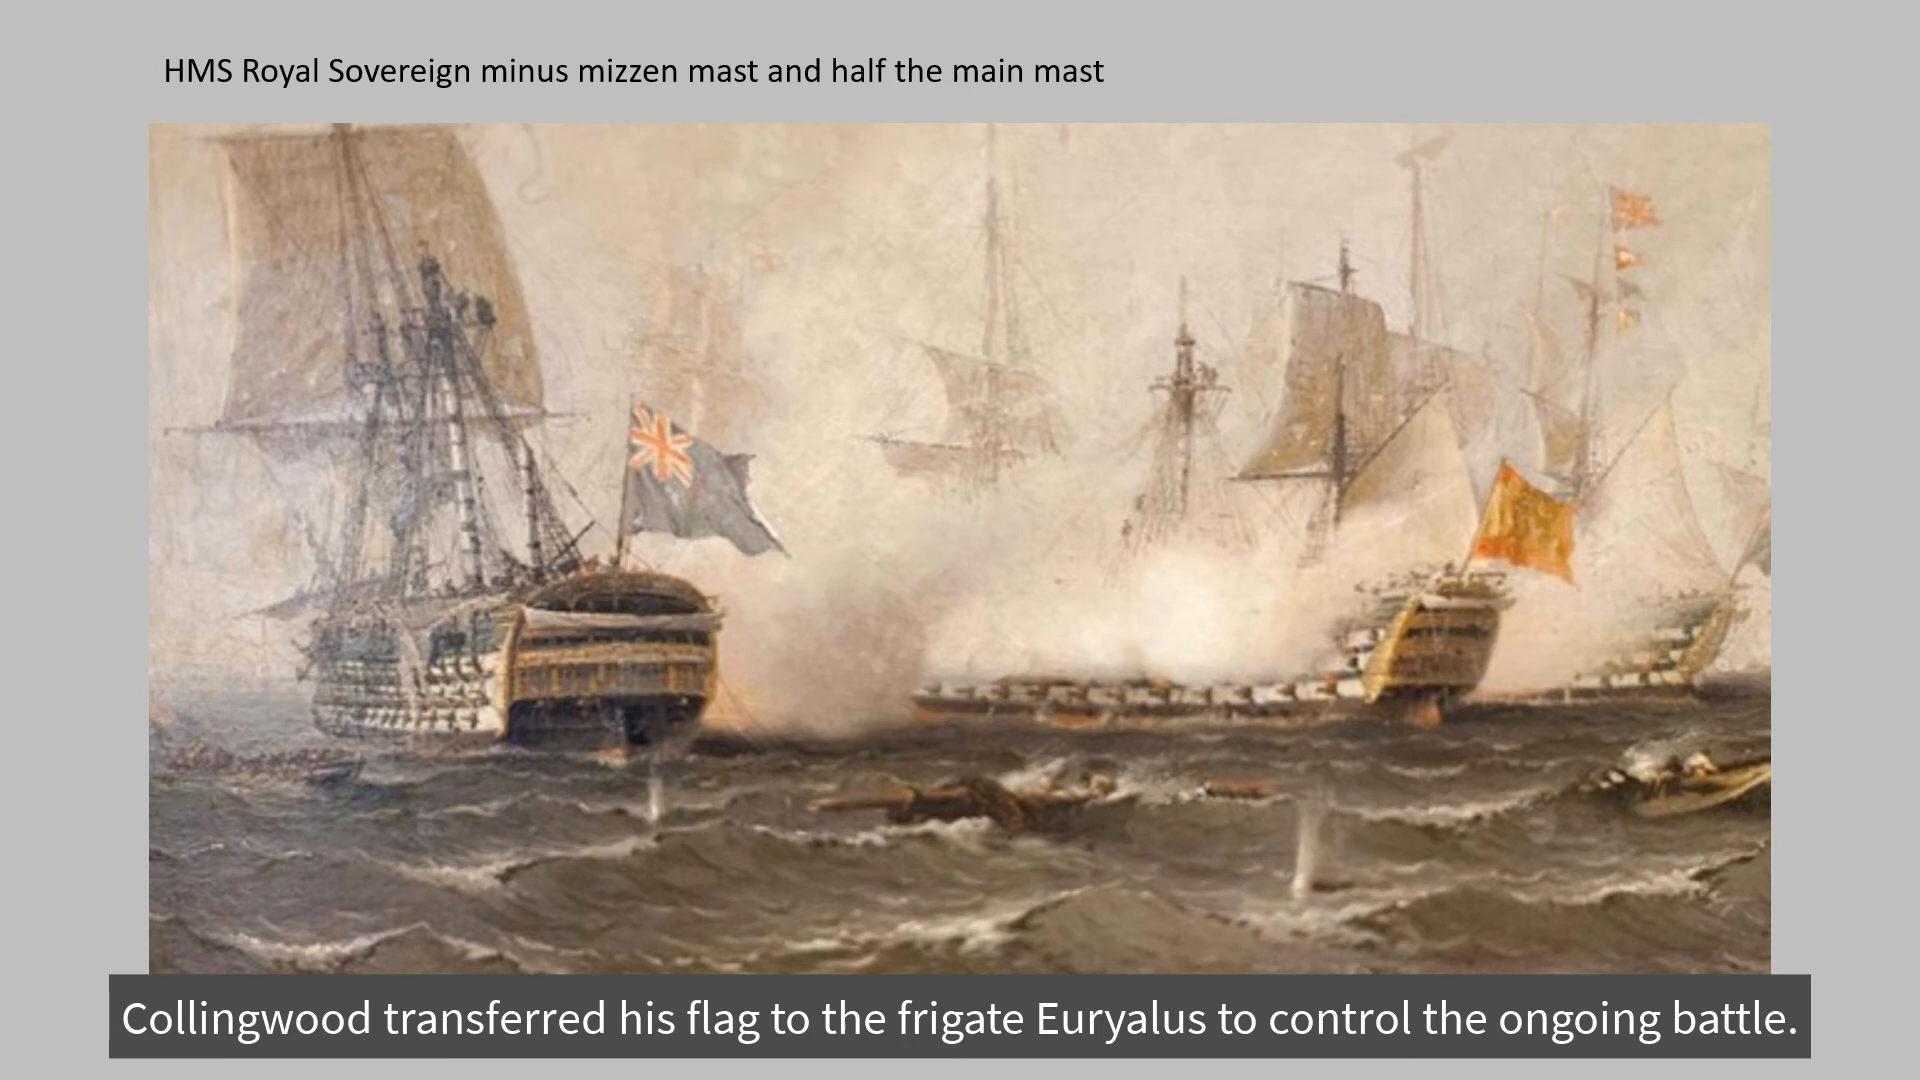 HMS Royal Sovereign minus mizzen mast and half the main mast
Collingwood transferred his flag to the frigate Euryalus to control the ongoing battle.